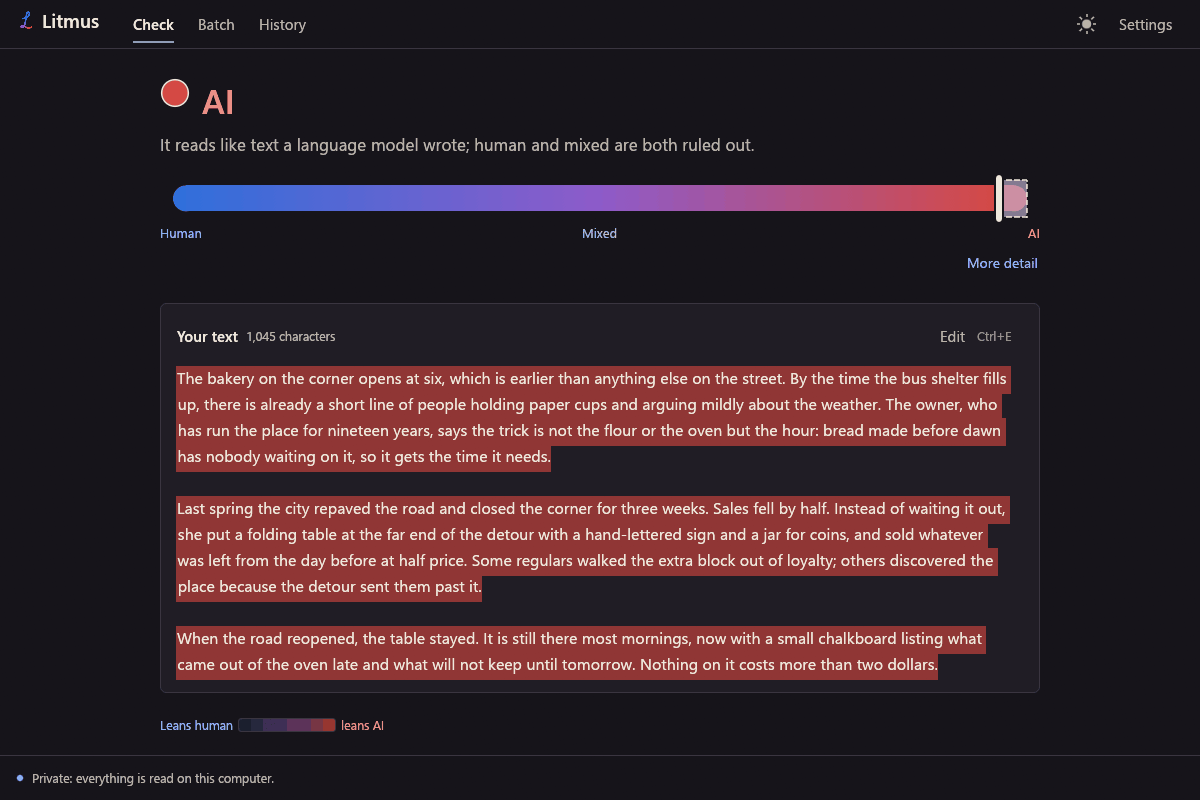 Litmus
Check
Batch
History
Settings
AI
It reads like text a language model wrote; human and mixed are both ruled out.
Human
Mixed
AI
More detail
Your text
1,045 characters
Edit
Ctrl+E
The bakery on the corner opens at six, which is earlier than anything else on the street. By the time the bus shelter fills
up, there is already a short line of people holding paper cups and arguing mildly about the weather. The owner, who
has run the place for nineteen years, says the trick is not the flour or the oven but the hour: bread made before dawn
has nobody waiting on it, so it gets the time it needs.
Last spring the city repaved the road and closed the corner for three weeks. Sales fell by half. Instead of waiting it out,
she put a folding table at the far end of the detour with a hand-lettered sign and a jar for coins, and sold whatever
was left from the day before at half price. Some regulars walked the extra block out of loyalty; others discovered the
place because the detour sent them past it.
When the road reopened, the table stayed. It is still there most mornings, now with a small chalkboard listing what
came out of the oven late and what will not keep until tomorrow. Nothing on it costs more than two dollars.
Leans human
leans AI
Private: everything is read on this computer.